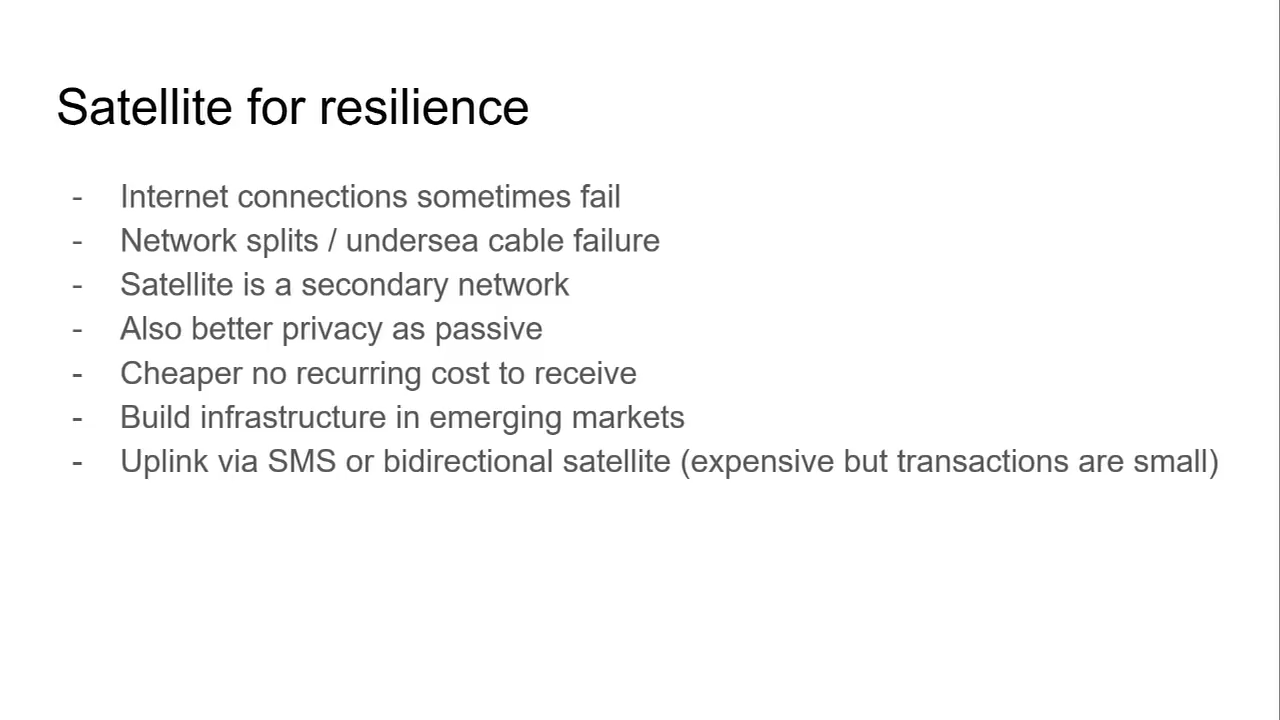 Satellite for resilience
- Internet connections sometimes fail
- Network splits / undersea cable failure
- Satellite is a secondary network
- Also better privacy as passive
- Cheaper no recurring cost to receive
- Build infrastructure in emerging markets
- Uplink via SMS or bidirectional satellite (expensive but transactions are small)